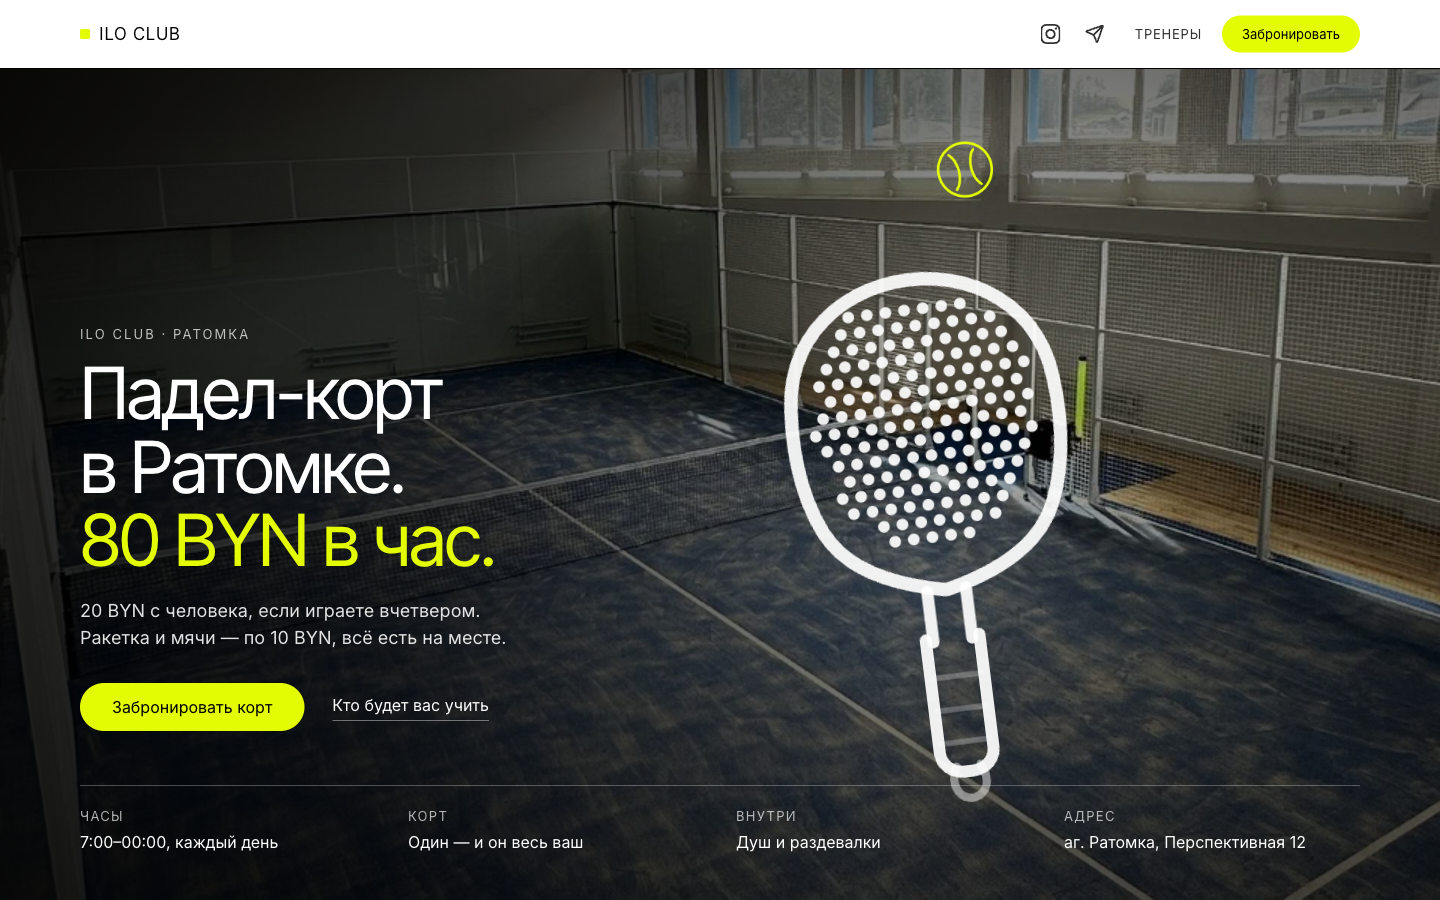 ILO CLUB
ТРЕНЕРЫ
Забронировать
ILO CLUB · РАТОМКА
Падел-корт
в Ратомке.
80 BYN в час.
20 BYN с человека, если играете вчетвером.
Ракетка и мячи — по 10 BYN, всё есть на месте.
Забронировать корт
Кто будет вас учить
ЧАСЫ
7:00–00:00, каждый день
КОРТ
Один — и он весь ваш
ВНУТРИ
Душ и раздевалки
АДРЕС
аг. Ратомка, Перспективная 12